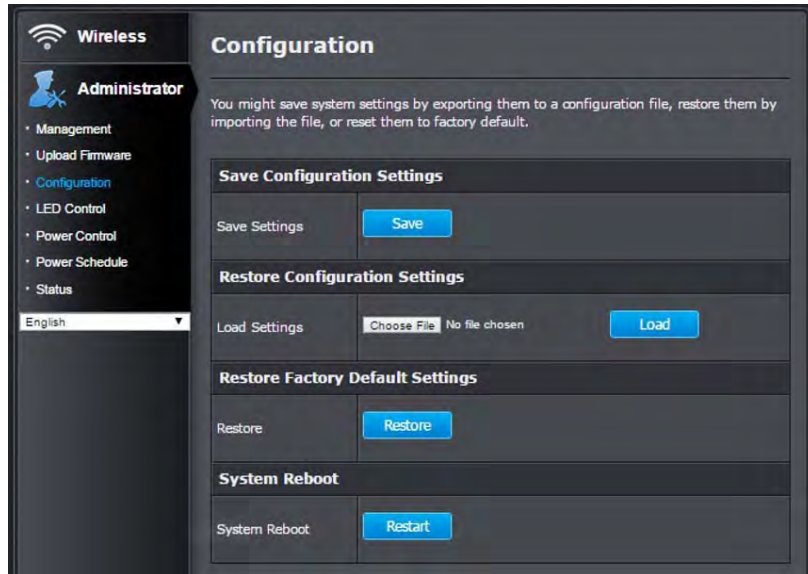 Wireless
Administrator
Management
Upload Firmware
Configuration
LED Control
Power Control
Power Schedule
Status
English
Configuration
You might save system settings by exporting them to a configuration file, restore them by
importing the file, or reset them to factory default.
Save Configuration Settings
Save Settings
Save
Restore Configuration Settings
Load Settings
Choose File No file chosen
Load
Restore Factory Default Settings
Restore
Restore
System Reboot
System Reboot
Restart